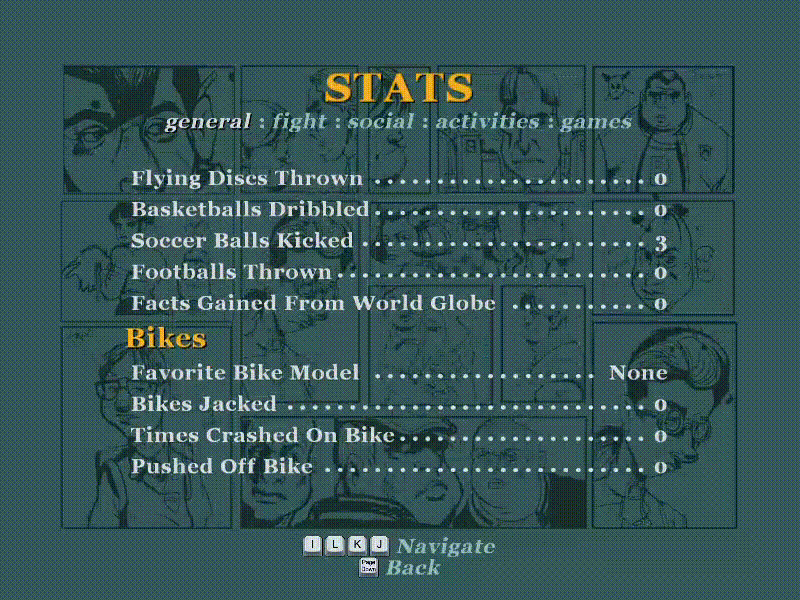 STATS
general : fight : social : activities : games
Flying Discs Thrown ........................ 0
Basketballs Dribbled ........................ 0
Soccer Balls Kicked ......................... 3
Footballs Thrown ........................... 0
Facts Gained From World Globe ............ 0
Bikes
Favorite Bike Model .................. None
Bikes Jacked ............................... 0
Times Crashed On Bike ...................... 0
Pushed Off Bike ............................ 0
I L K J Navigate
Page Down Back